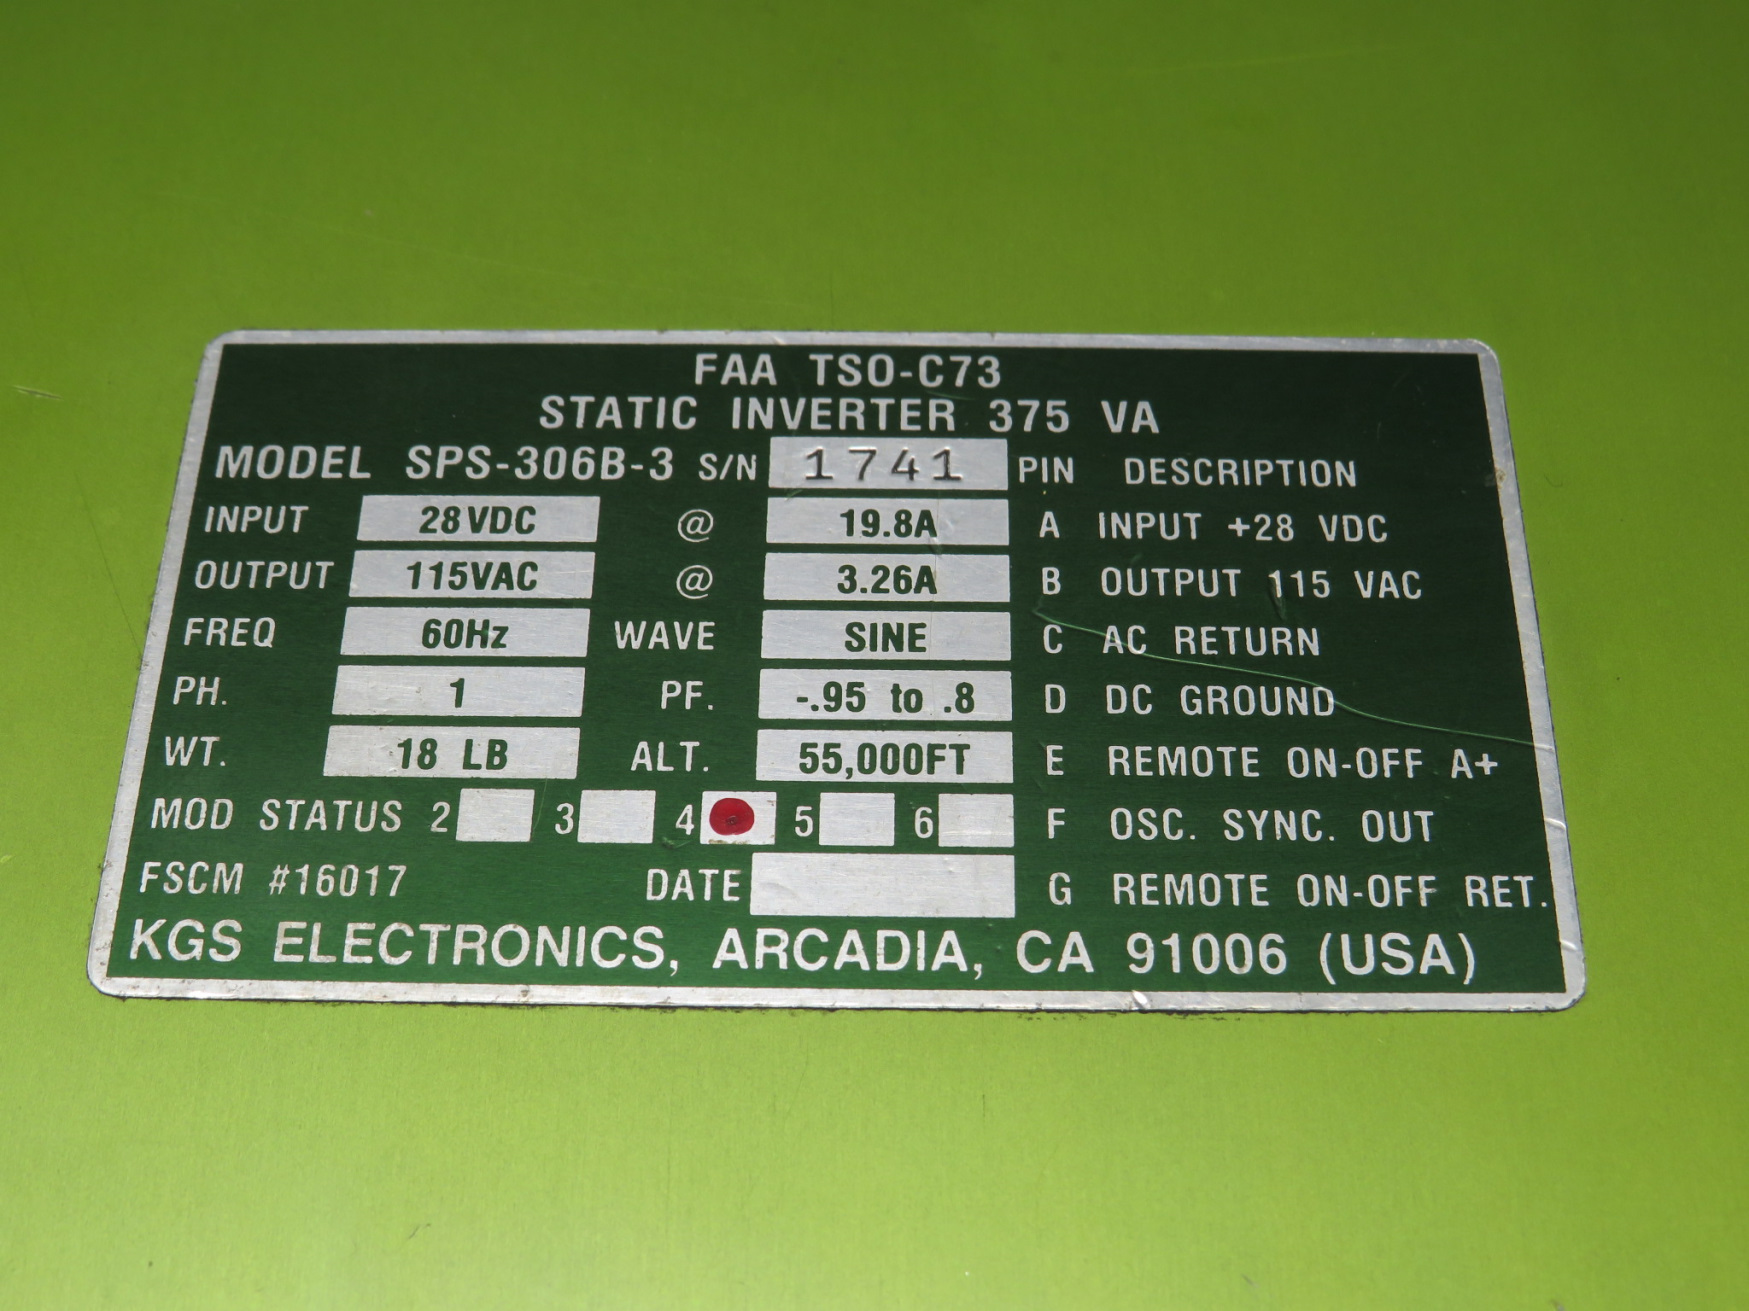 FAA TSO-C73
STATIC INVERTER 375 VA
MODEL SPS-306B-3 S/N 1741 PIN DESCRIPTION
INPUT 28VDC @ 19.8A A INPUT +28 VDC
OUTPUT 115VAC @ 3.26A B OUTPUT 115 VAC
FREQ 60Hz WAVE SINE C AC RETURN
PH. 1 PF. -.95 to .8 D DC GROUND
WT. 18 LB ALT. 55,000FT E REMOTE ON-OFF A+
MOD STATUS 2 3 4 5 6 F OSC. SYNC. OUT
FSCM #16017 DATE G REMOTE ON-OFF RET.
KGS ELECTRONICS, ARCADIA, CA 91006 (USA)